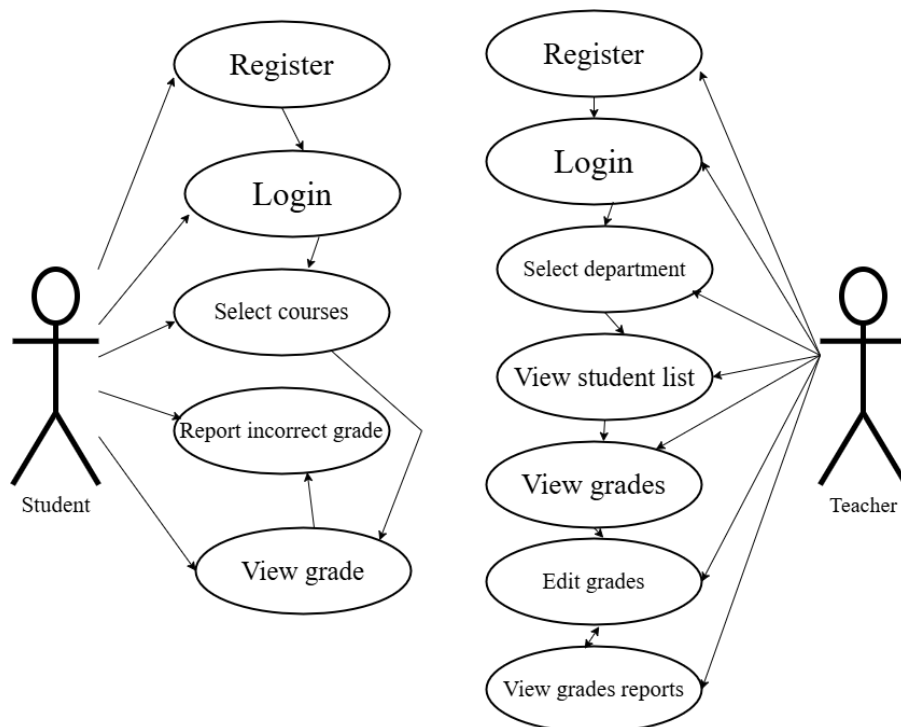 Register
Login
Select courses
Report incorrect grade
View grade
Student
Register
Login
Select department
View student list
View grades
Edit grades
View grades reports
Teacher